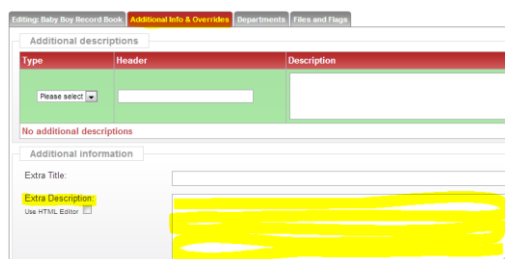 Editing: Baby Boy Record Book Additional Info & Overrides Departments Files and Flags
Additional descriptions
Type Header Description
Please select
No additional descriptions
Additional information
Extra Title:
Extra Description:
Use HTML Editor